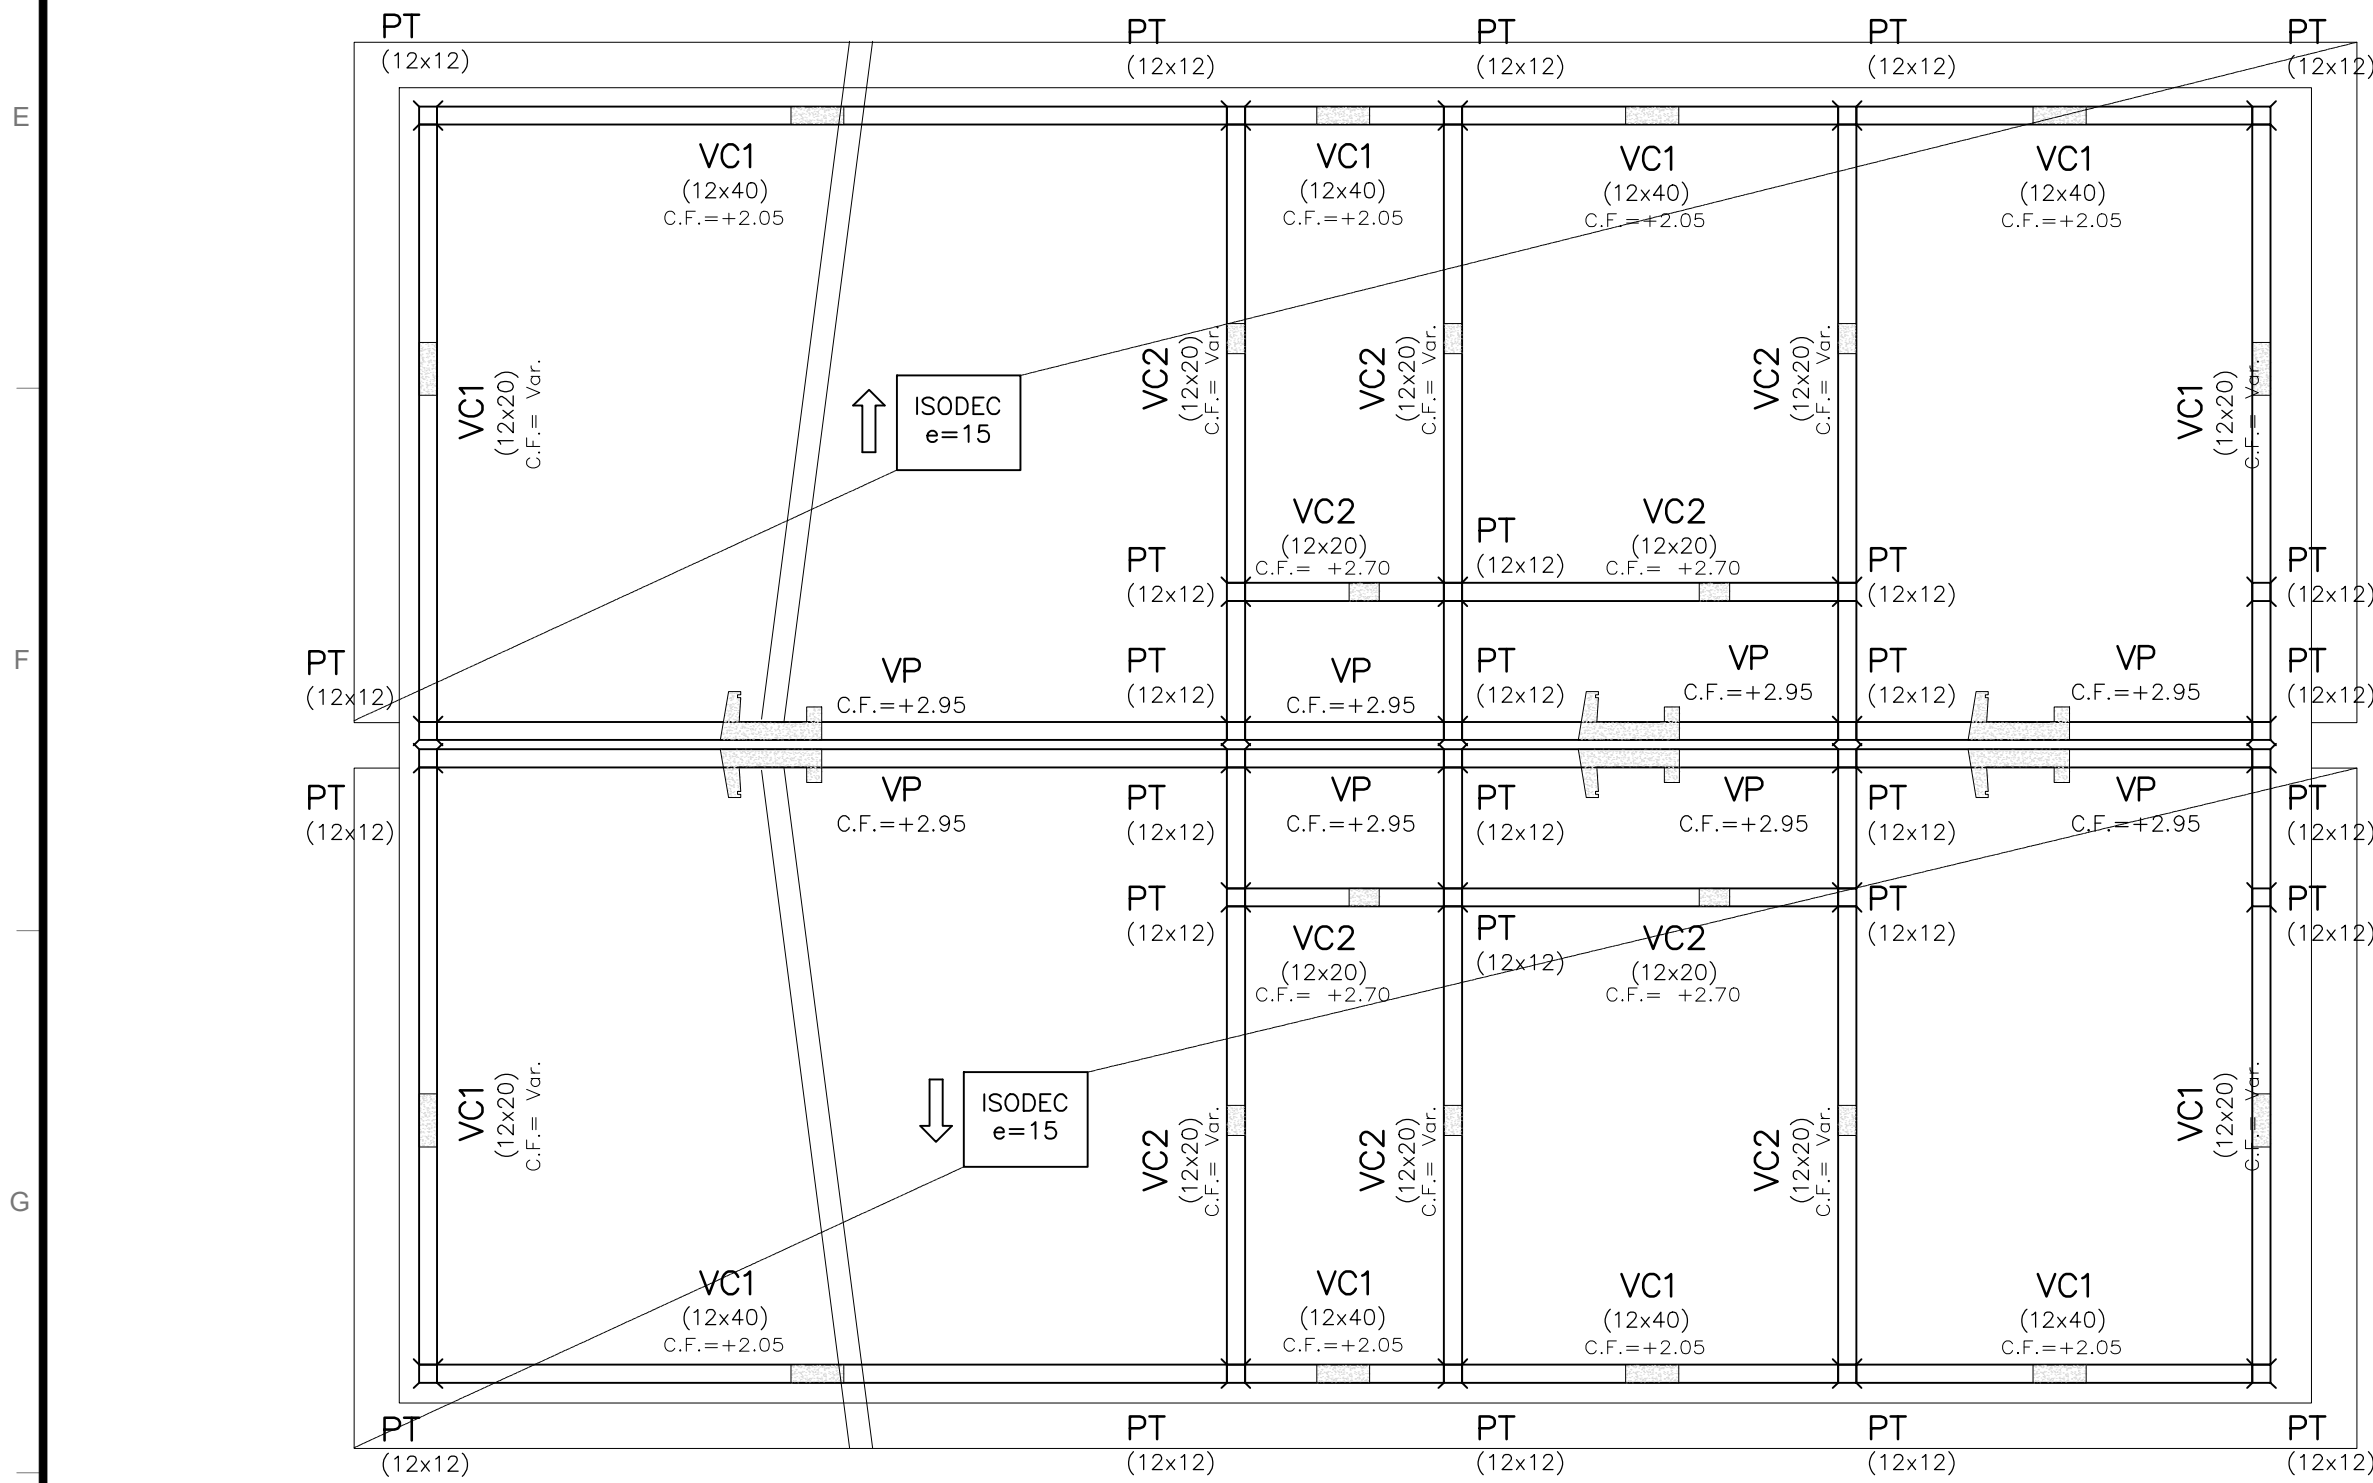 PT PT PT PT PT
(12x12) (12x12) (12x12) (12x12) (12x12)
E
VC1 VC1 VC1 VC1
(12x40) (12x40) (12x40) (12x40)
C.F.=+2.05 C.F.=+2.05 C.F.=+2.05 C.F.=+2.05
VC1
(12x20)
C.F.= Var.
ISODEC
e=15
VC2
(12x20)
C.F.= Var.
VC2
(12x20)
C.F.= Var.
VC2
(12x20)
C.F.= Var.
VC1
(12x20)
C.F.= Var.
VC2 VC2
(12x20) (12x20)
C.F.= +2.70 C.F.= +2.70
PT PT PT PT
(12x12) (12x12) (12x12) (12x12)
F
PT PT PT PT PT
(12x12) (12x12) (12x12) (12x12) (12x12)
VP VP VP VP
C.F.=+2.95 C.F.=+2.95 C.F.=+2.95 C.F.=+2.95
VP VP VP VP
C.F.=+2.95 C.F.=+2.95 C.F.=+2.95 C.F.=+2.95
PT PT PT PT PT
(12x12) (12x12) (12x12) (12x12) (12x12)
PT PT PT PT
(12x12) (12x12) (12x12) (12x12)
VC2 VC2
(12x20) (12x20)
C.F.= +2.70 C.F.= +2.70
VC1
(12x20)
C.F.= Var.
ISODEC
e=15
VC2
(12x20)
C.F.= Var.
VC2
(12x20)
C.F.= Var.
VC2
(12x20)
C.F.= Var.
VC1
(12x20)
C.F.= Var.
G
VC1 VC1 VC1 VC1
(12x40) (12x40) (12x40) (12x40)
C.F.=+2.05 C.F.=+2.05 C.F.=+2.05 C.F.=+2.05
PT PT PT PT PT
(12x12) (12x12) (12x12) (12x12) (12x12)